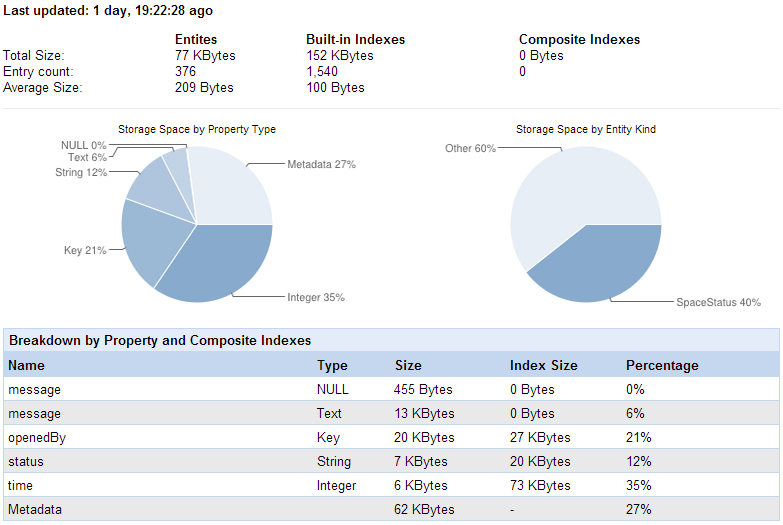 Last updated: 1 day, 19:22:28 ago
Entites Built-in Indexes Composite Indexes
Total Size: 77 KBytes 152 KBytes 0 Bytes
Entry count: 376 1,540 0
Average Size: 209 Bytes 100 Bytes
Storage Space by Property Type
NULL 0%
Text 6%
String 12%
Metadata 27%
Key 21%
Integer 35%
Storage Space by Entity Kind
Other 60%
SpaceStatus 40%
Breakdown by Property and Composite Indexes
Name Type Size Index Size Percentage
message NULL 455 Bytes 0 Bytes 0%
message Text 13 KBytes 0 Bytes 6%
openedBy Key 20 KBytes 27 KBytes 21%
status String 7 KBytes 20 KBytes 12%
time Integer 6 KBytes 73 KBytes 35%
Metadata 62 KBytes - 27%